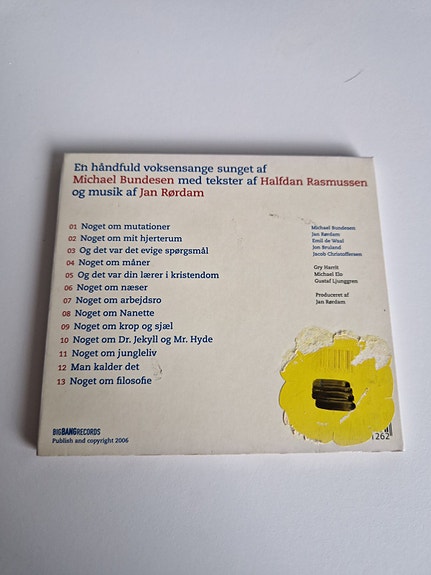 En håndfuld voksensange sunget af
Michael Bundesen med tekster af Halfdan Rasmussen
og musik af Jan Rørdam
01 Noget om mutationer
02 Noget om mit hjerterum
03 Og det var det evige spørgsmål
04 Noget om måner
05 Og det var din lærer i kristendom
06 Noget om næser
07 Noget om arbejdsro
08 Noget om Nanette
09 Noget om krop og sjæl
10 Noget om Dr. Jekyll og Mr. Hyde
11 Noget om jungleliv
12 Man kalder det
13 Noget om filosofie
Michael Bundesen
Jan Rørdam
Emil de Waal
Jon Bruland
Jacob Christoffersen
Gry Harrit
Michael Elo
Gustaf Ljunggren
Produceret af
Jan Rørdam
BIGBANGRECORDS
Publish and copyright 2006
1262